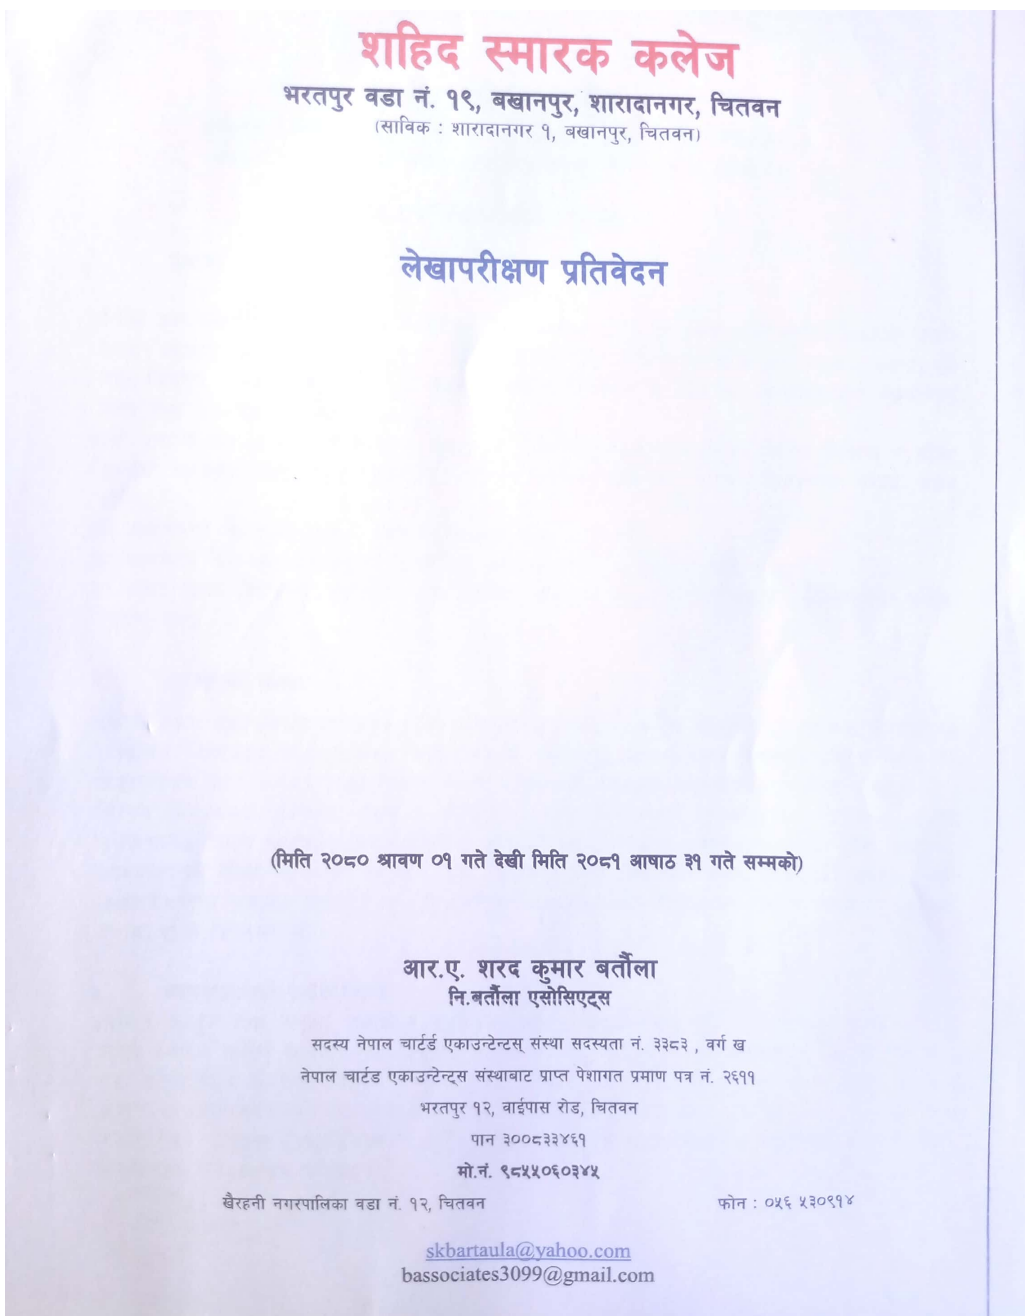 शहिद स्मारक कलेज
भरतपुर वडा नं. १९, बखानपुर, शारदानगर, चितवन
(साविक : शारदानगर १, बखानपुर, चितवन)
लेखापरीक्षण प्रतिवेदन
(मिति २०८० श्रावण ०१ गते देखी मिति २०८१ आषाठ ३१ गते सम्मको)
आर.ए. शरद कुमार बर्तौला
नि.बर्तौला एसोसिएट्स
सदस्य नेपाल चार्टर्ड एकाउन्टेन्टस् संस्था सदस्यता नं. ३३८३ , वर्ग ख
नेपाल चार्टड एकाउन्टेन्ट्स संस्थाबाट प्राप्त पेशागत प्रमाण पत्र नं. २६११
भरतपुर १२, वाईपास रोड, चितवन
पान ३००८३३४६१
मो.नं. ९८५५०६०३४५
खैरहनी नगरपालिका वडा नं. १२, चितवन फोन : ०५६ ५३०९१४
skbartaula@yahoo.com
bassociates3099@gmail.com